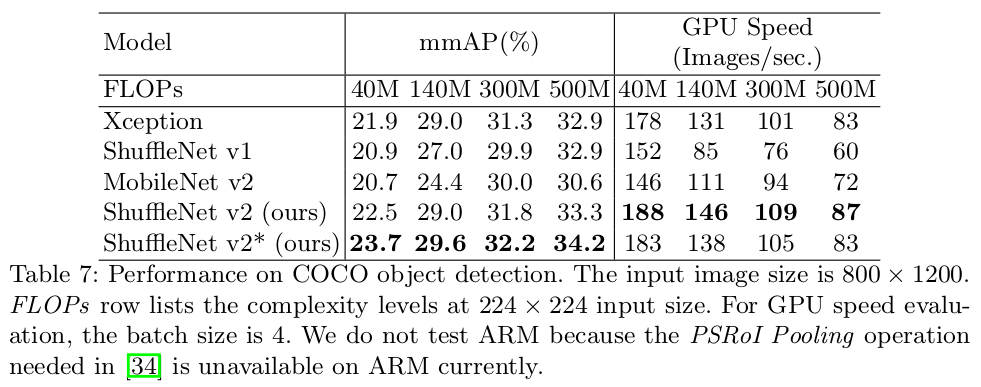 Model mmAP(%) GPU Speed (Images/sec.)
FLOPs 40M 140M 300M 500M 40M 140M 300M 500M
Xception 21.9 29.0 31.3 32.9 178 131 101 83
ShuffleNet v1 20.9 27.0 29.9 32.9 152 85 76 60
MobileNet v2 20.7 24.4 30.0 30.6 146 111 94 72
ShuffleNet v2 (ours) 22.5 29.0 31.8 33.3 188 146 109 87
ShuffleNet v2* (ours) 23.7 29.6 32.2 34.2 183 138 105 83
Table 7: Performance on COCO object detection. The input image size is 800 × 1200.
FLOPs row lists the complexity levels at 224 × 224 input size. For GPU speed evalu-
ation, the batch size is 4. We do not test ARM because the PSRoI Pooling operation
needed in [34] is unavailable on ARM currently.